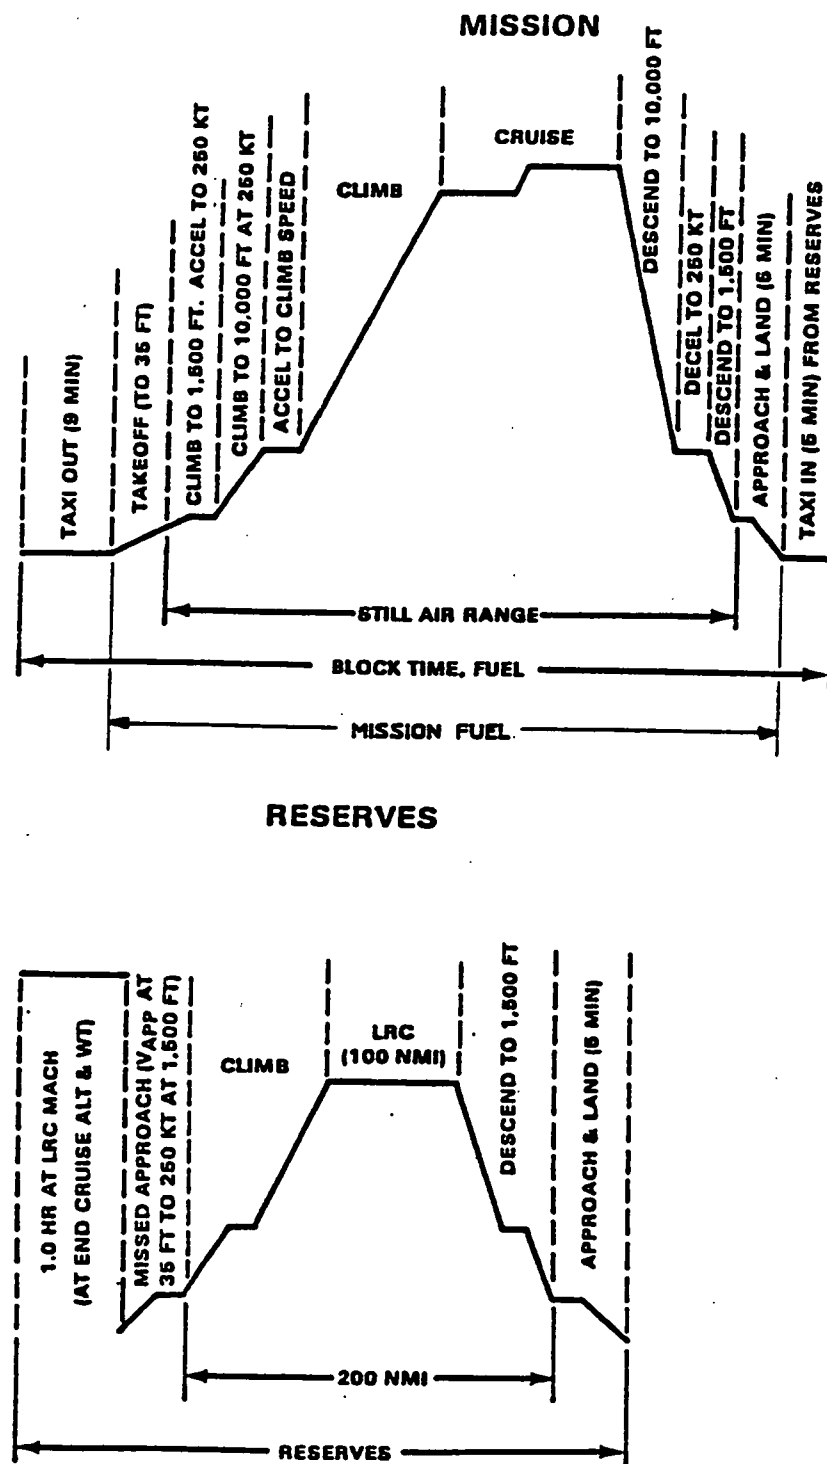 MISSION
TAXI OUT (9 MIN)
TAKEOFF (TO 35 FT)
CLIMB TO 1,500 FT. ACCEL TO 250 KT
CLIMB TO 10,000 FT AT 250 KT
ACCEL TO CLIMB SPEED
CLIMB
CRUISE
DESCEND TO 10,000 FT
DECEL TO 250 KT
DESCEND TO 1,500 FT
APPROACH & LAND (5 MIN)
TAXI IN (5 MIN) FROM RESERVES
STILL AIR RANGE
BLOCK TIME, FUEL
MISSION FUEL
RESERVES
1.0 HR AT LRC MACH
(AT END CRUISE ALT & WT)
MISSED APPROACH (VAPP AT
35 FT TO 250 KT AT 1,500 FT)
CLIMB
LRC
(100 NMI)
DESCEND TO 1,500 FT
APPROACH & LAND (5 MIN)
200 NMI
RESERVES